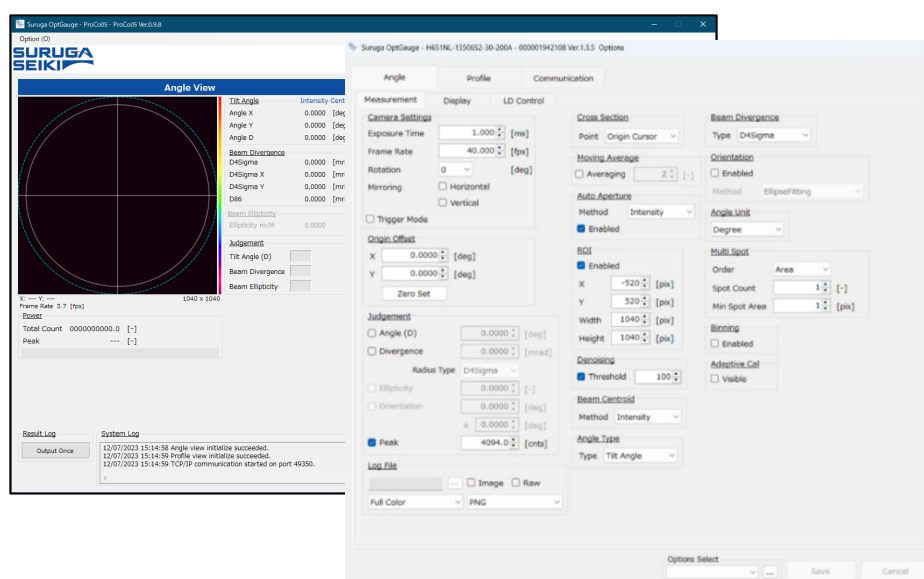 Suruga OptGauge - ProCo05 - ProCo05 Ver.0.9.8
Option (O)
SURUGA
SEIKI
Angle View
Tilt Angle Intensity Cent
Angle X 0.0000 [deg
Angle Y 0.0000 [deg
Angle D 0.0000 [deg
Beam Divergence
D4Sigma 0.0000 [mr
D4Sigma X 0.0000 [mr
D4Sigma Y 0.0000 [mr
D86 0.0000 [mr
Beam Ellipticity
Ellipticity m/M 0.0000
Judgement
Tilt Angle (D)
Beam Divergence
Beam Ellipticity
X: --- Y: --- 1040 x 1040
Frame Rate 3.7 [fps]
Power
Total Count 0000000000.0 [-]
Peak --- [-]
Result Log
Output Once
System Log
12/07/2023 15:14:58 Angle view initialize succeeded.
12/07/2023 15:14:59 Profile view initialize succeeded.
12/07/2023 15:14:59 TCP/IP communication started on port 49350.
Suruga OptGauge - H651NL-1350652-30-200A - 000001942108 Ver.1.3.5 Options
Angle Profile Communication
Measurement Display LD Control
Camera Settings
Exposure Time 1.000 [ms]
Frame Rate 40.000 [fps]
Rotation 0 [deg]
Mirroring Horizontal
Vertical
Trigger Mode
Origin Offset
X 0.0000 [deg]
Y 0.0000 [deg]
Zero Set
Judgement
Angle (D) 0.0000 [deg]
Divergence 0.0000 [mrad]
Radius Type D4Sigma
Ellipticity 0.0000 [-]
Orientation 0.0000 [deg]
± 0.0000 [deg]
Peak 4094.0 [cnts]
Log File
... Image Raw
Full Color PNG
Cross Section
Point Origin Cursor
Moving Average
Averaging 2 [-]
Auto Aperture
Method Intensity
Enabled
ROI
Enabled
X -520 [pix]
Y 520 [pix]
Width 1040 [pix]
Height 1040 [pix]
Denoising
Threshold 100
Beam Centroid
Method Intensity
Angle Type
Type Tilt Angle
Beam Divergence
Type D4Sigma
Orientation
Enabled
Method EllipseFitting
Angle Unit
Degree
Multi Spot
Order Area
Spot Count 1 [-]
Min Spot Area 1 [pix]
Binning
Enabled
Adaptive Cal
Visible
Options Select
... Save Cancel